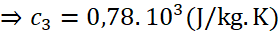 ⇒ c₃ = 0,78. 10³(J/kg. K)